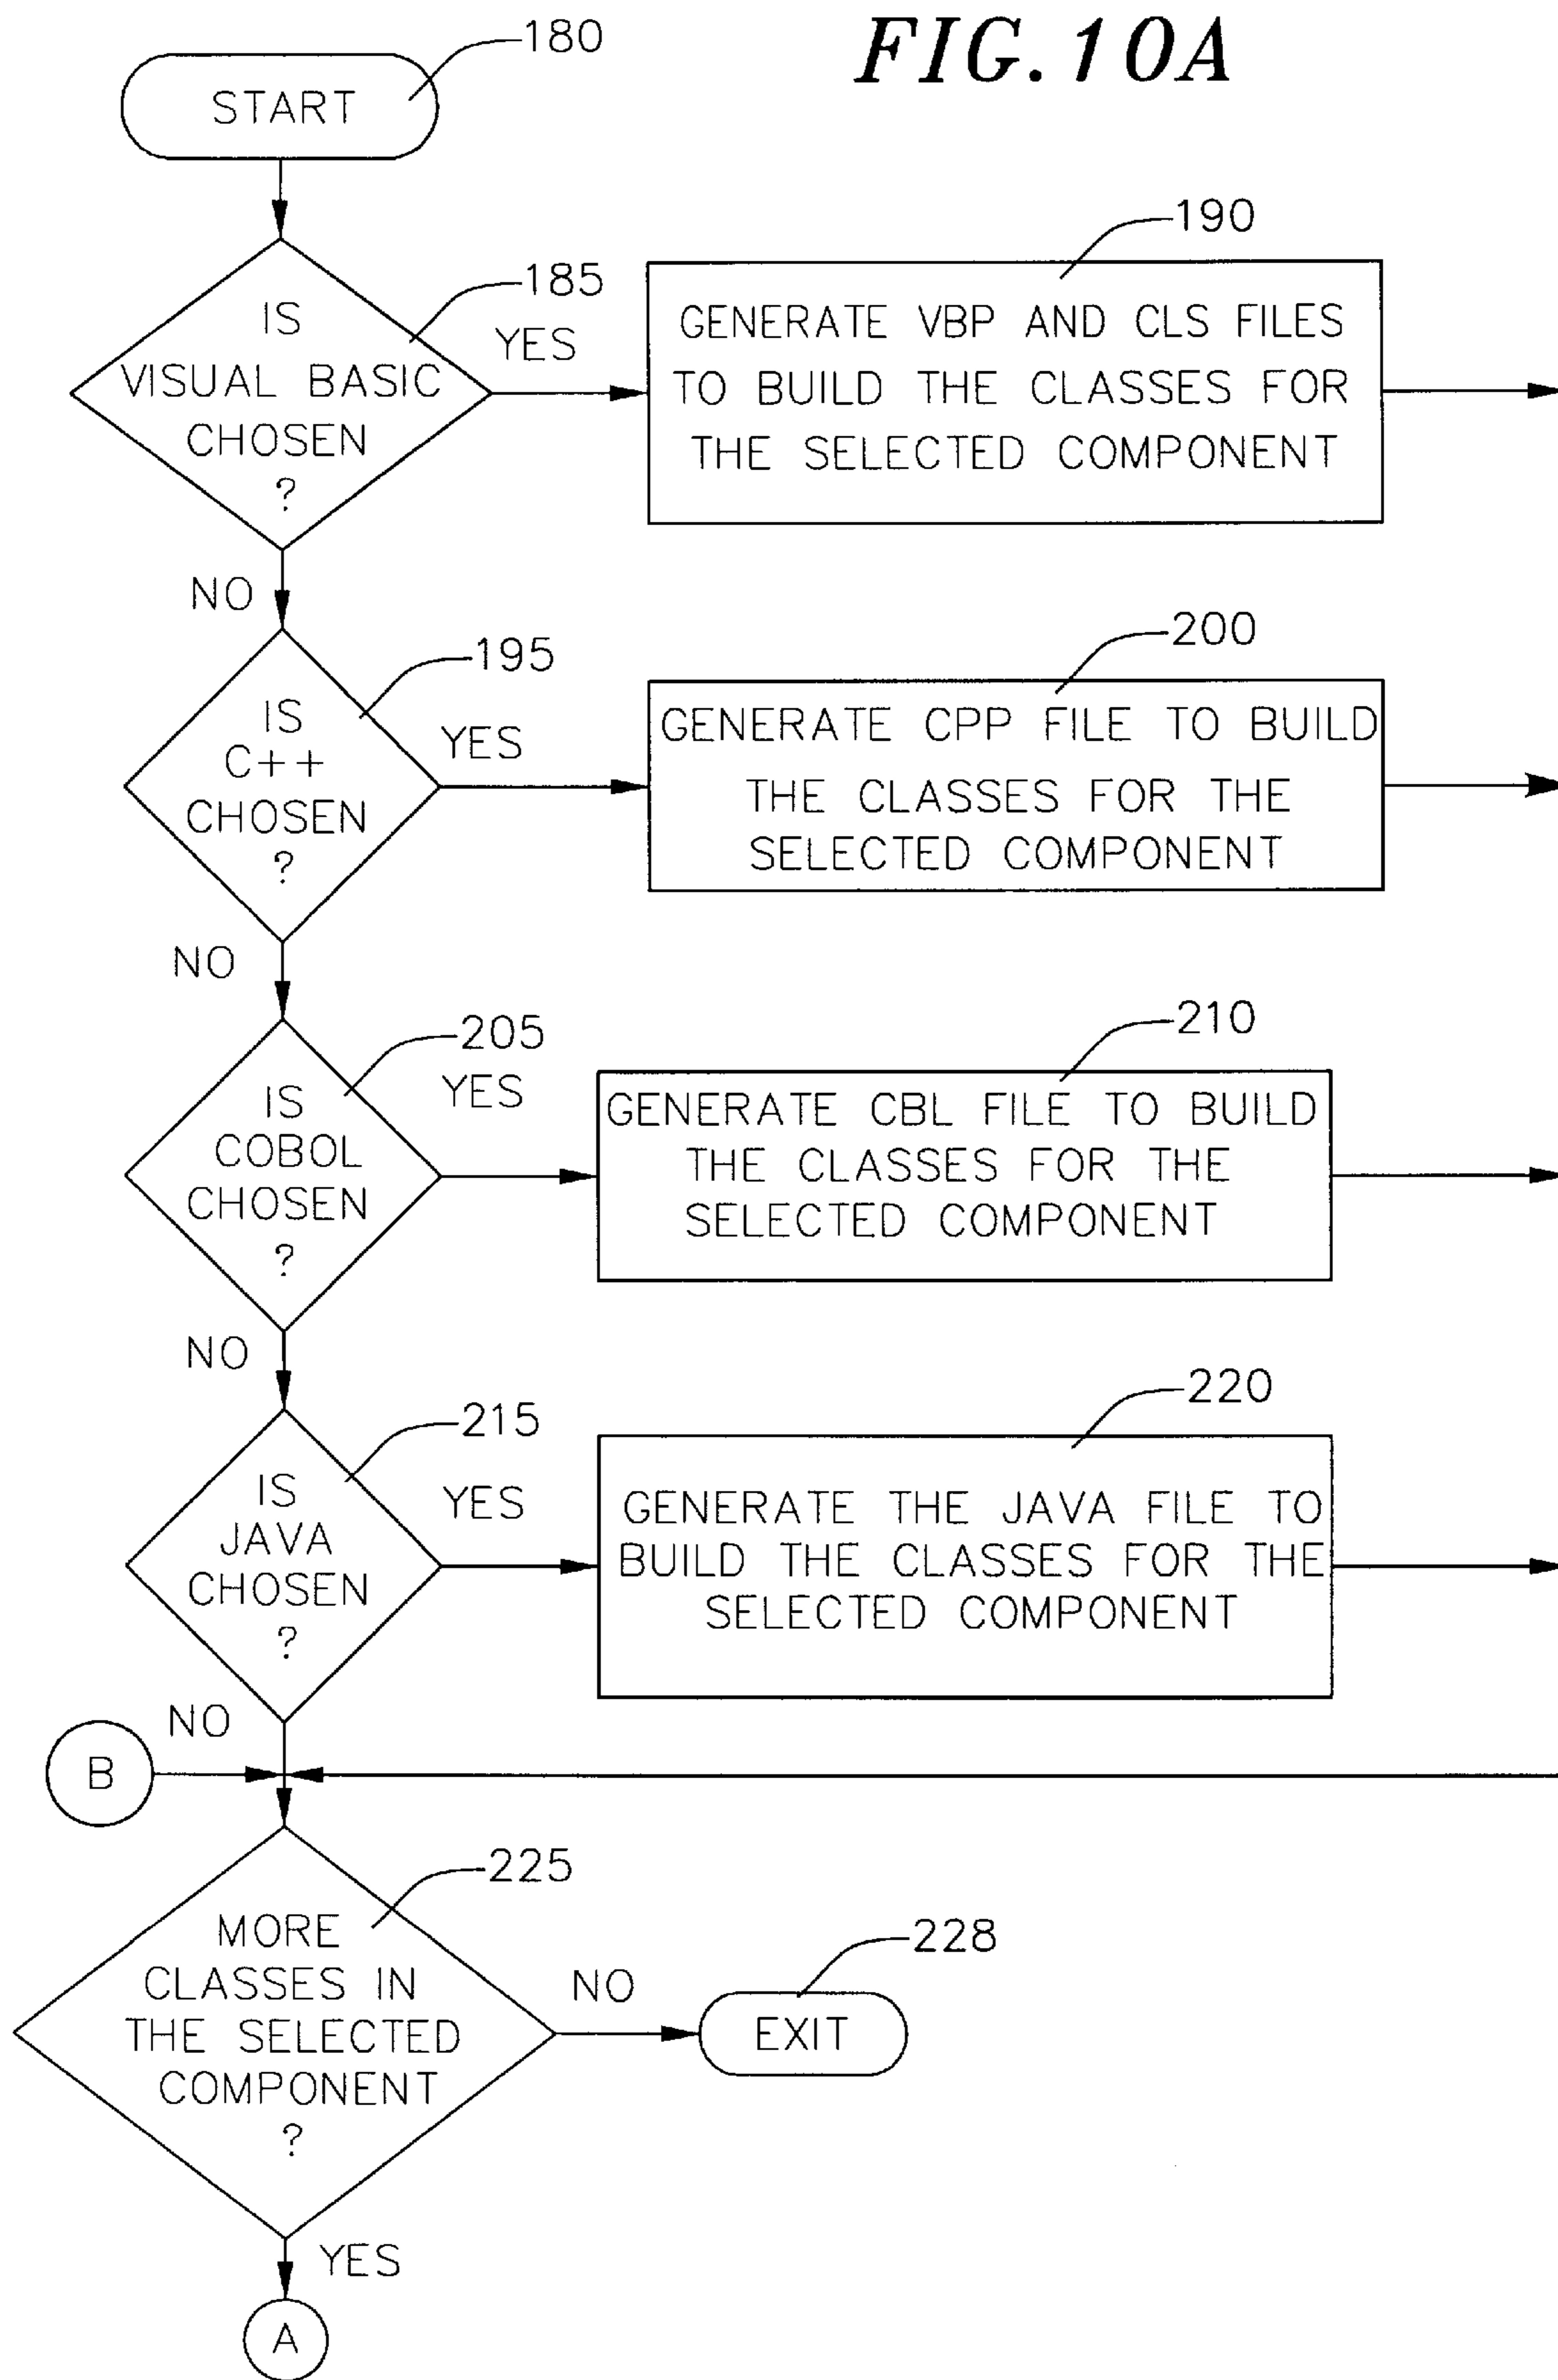 FIG. 10A
180
START
185
IS
VISUAL BASIC
CHOSEN
?
YES
190
GENERATE VBP AND CLS FILES
TO BUILD THE CLASSES FOR
THE SELECTED COMPONENT
NO
195
IS
C++
CHOSEN
?
YES
200
GENERATE CPP FILE TO BUILD
THE CLASSES FOR THE
SELECTED COMPONENT
NO
205
IS
COBOL
CHOSEN
?
YES
210
GENERATE CBL FILE TO BUILD
THE CLASSES FOR THE
SELECTED COMPONENT
NO
215
IS
JAVA
CHOSEN
?
YES
220
GENERATE THE JAVA FILE TO
BUILD THE CLASSES FOR THE
SELECTED COMPONENT
NO
B
225
MORE
CLASSES IN
THE SELECTED
COMPONENT
?
NO
228
EXIT
YES
A